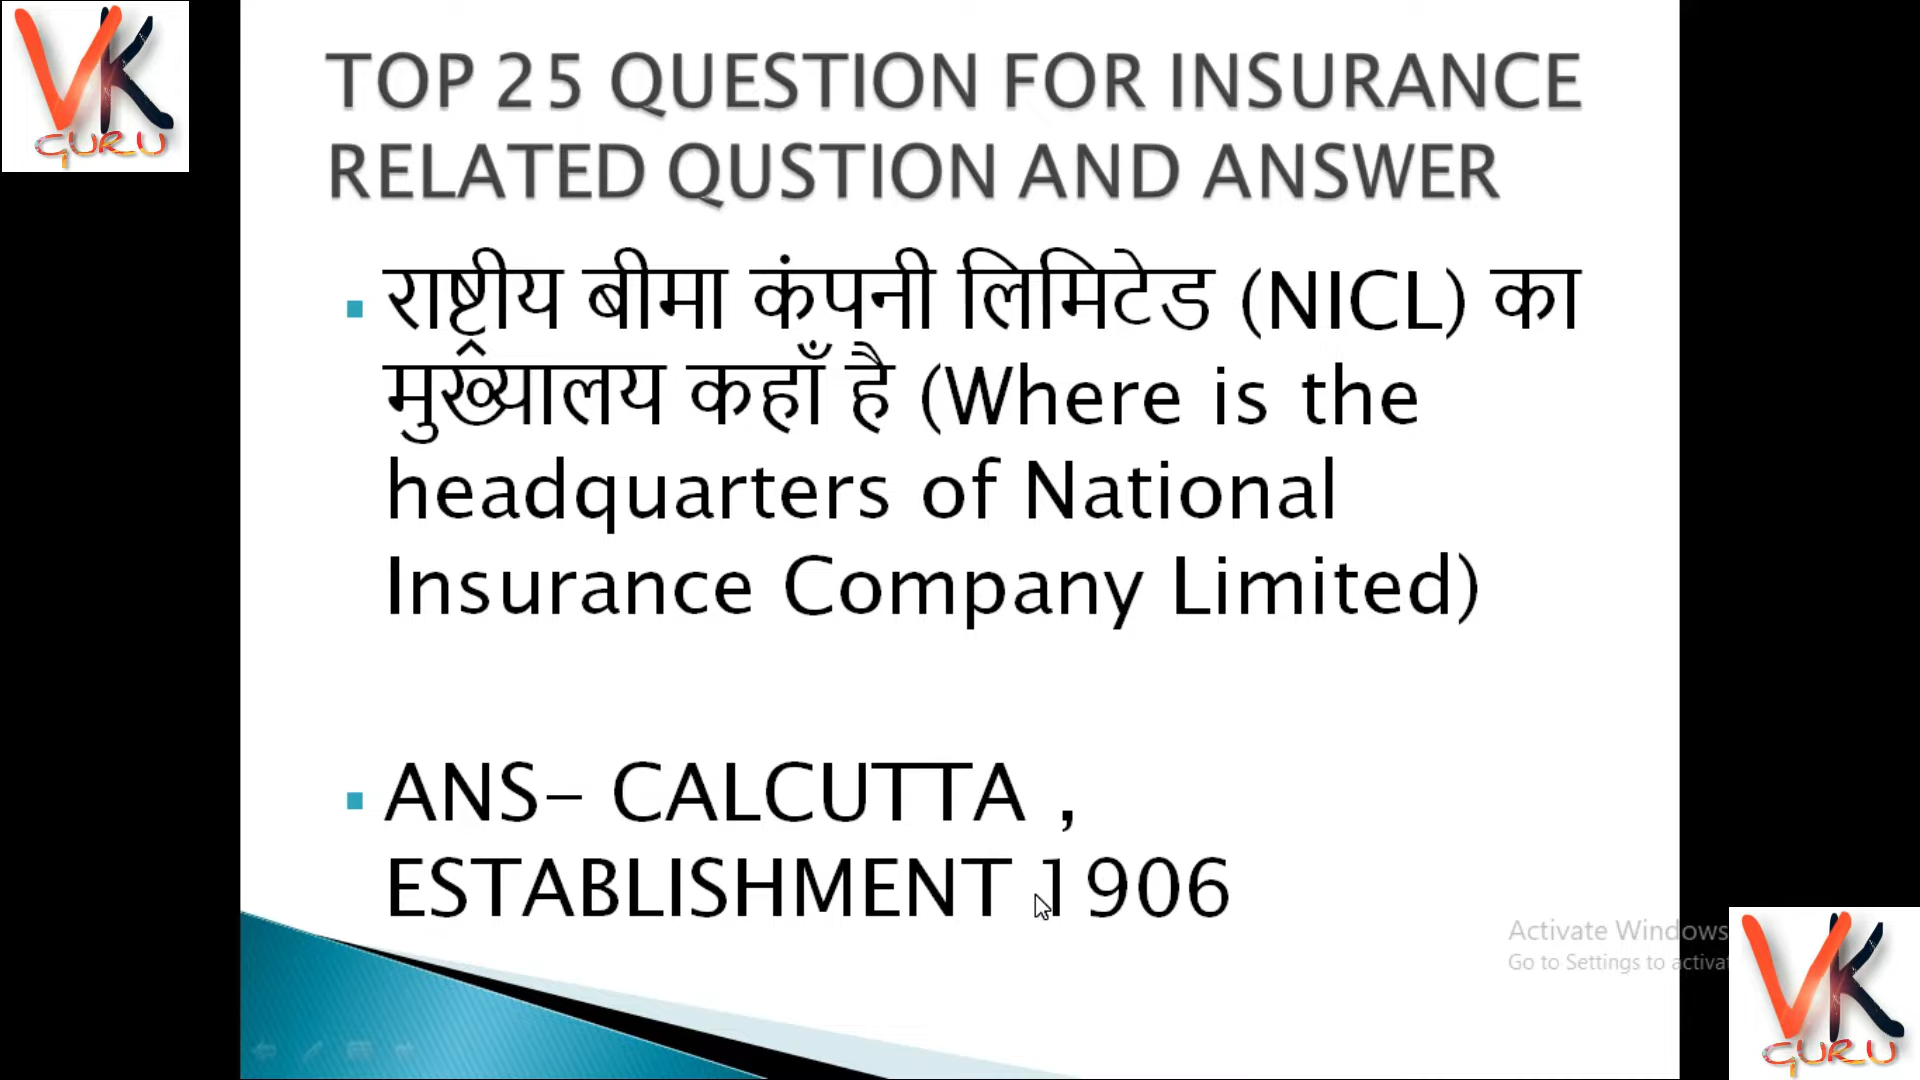 VK
GURU
TOP 25 QUESTION FOR INSURANCE
RELATED QUSTION AND ANSWER
राष्ट्रीय बीमा कंपनी लिमिटेड (NICL) का
मुख्यालय कहाँ है (Where is the
headquarters of National
Insurance Company Limited)
ANS- CALCUTTA ,
ESTABLISHMENT 1906
Activate Windows
Go to Settings to activat
VK
GURU